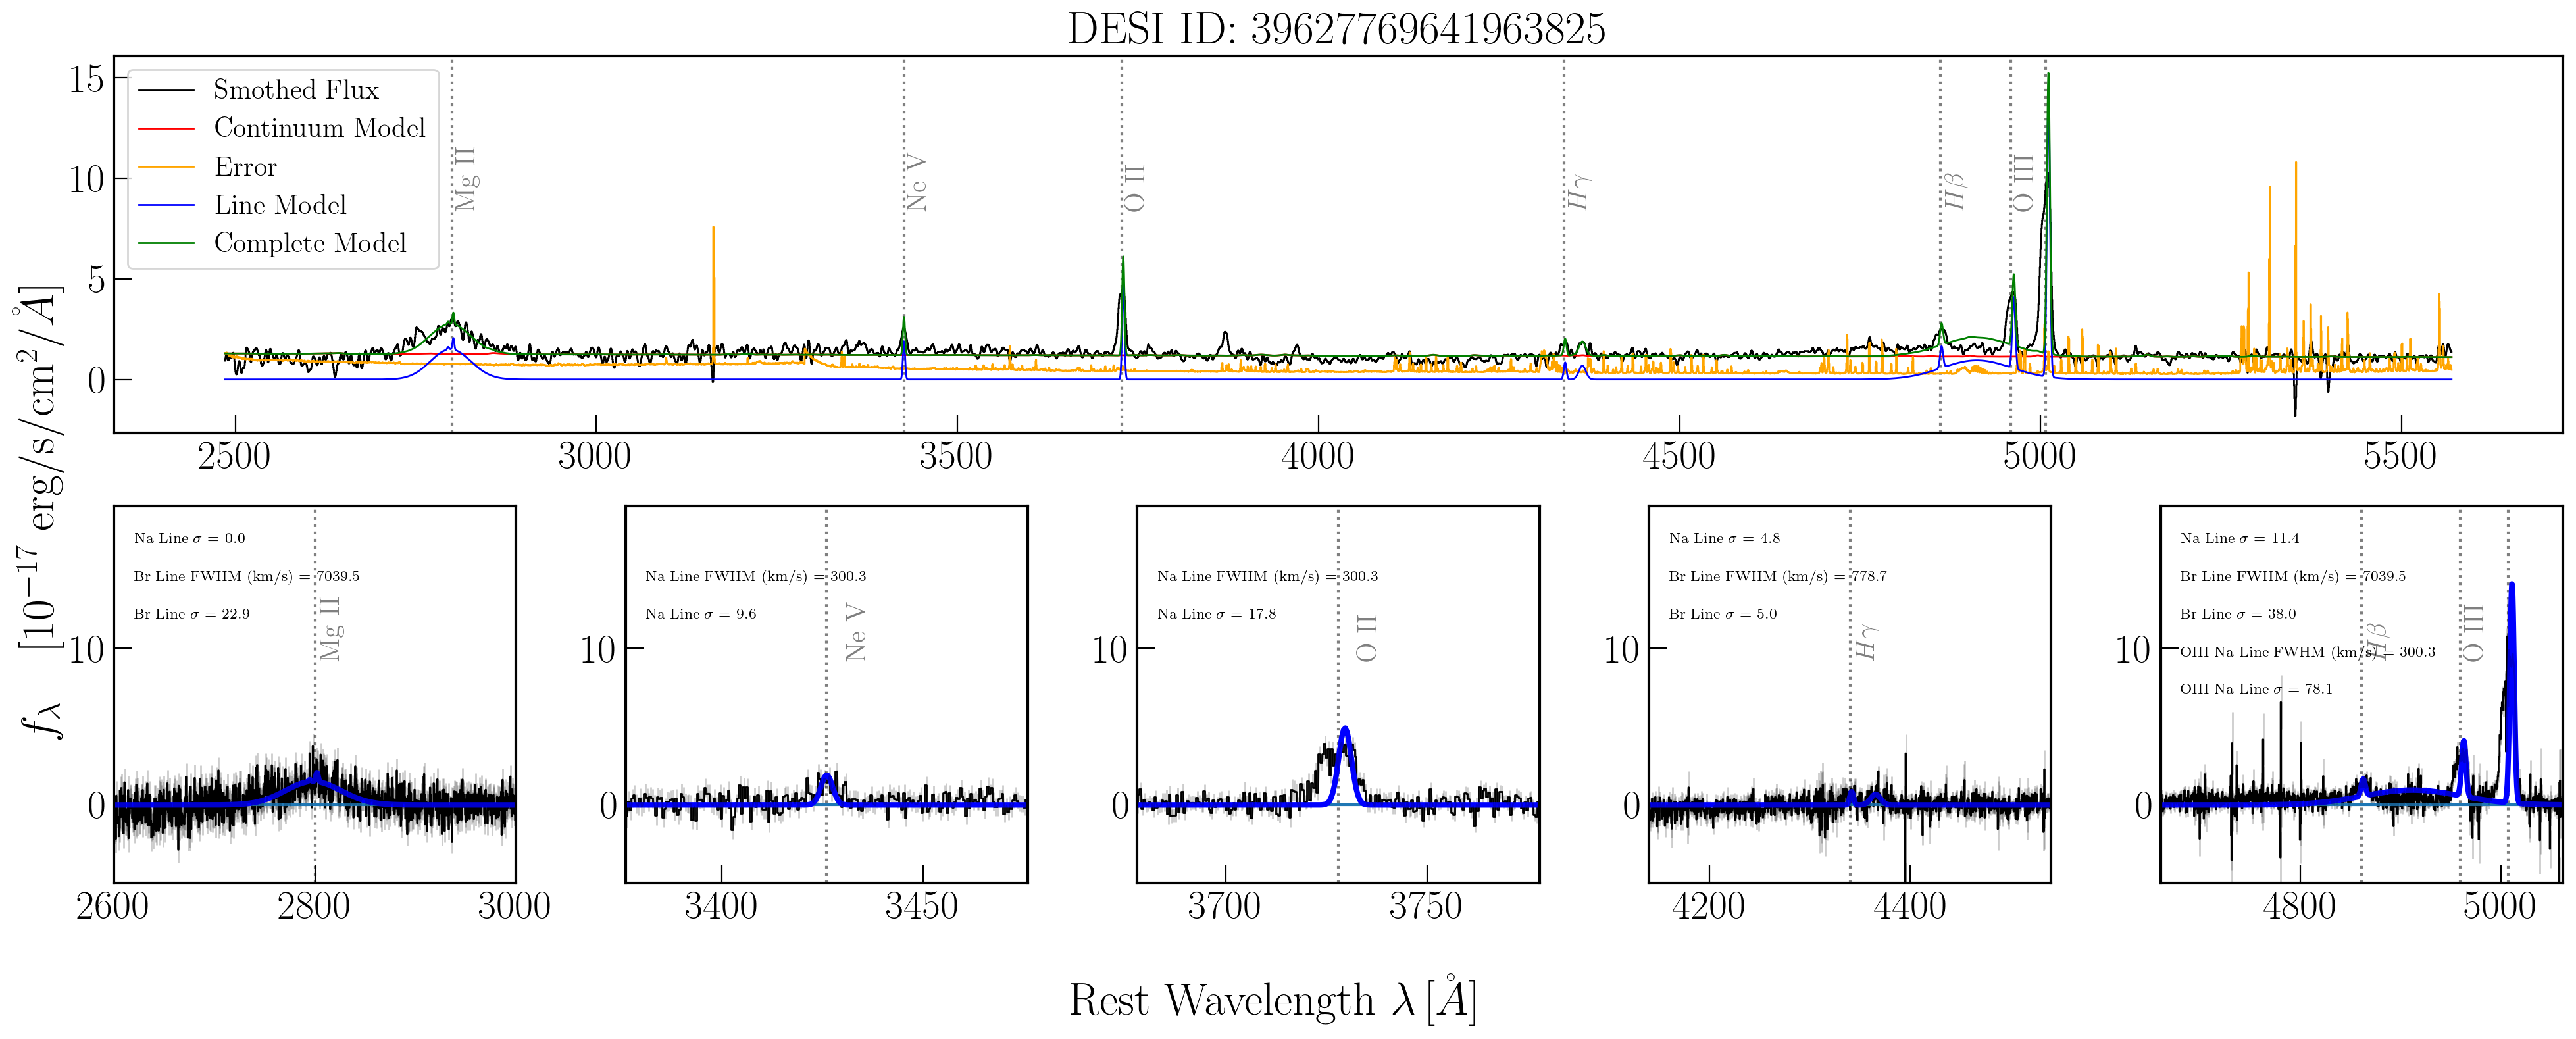 DESI ID: 39627769641963825
15
10
5
0
Smothed Flux
Continuum Model
Error
Line Model
Complete Model
Mg II
Ne V
O II
Hγ
Hβ
O III
2500 3000 3500 4000 4500 5000 5500
fλ [10−17 erg/s/cm2/Å]
Na Line σ = 0.0
Br Line FWHM (km/s) = 7039.5
Br Line σ = 22.9
Mg II
10
0
2600 2800 3000
Na Line FWHM (km/s) = 300.3
Na Line σ = 9.6
Ne V
10
0
3400 3450
Na Line FWHM (km/s) = 300.3
Na Line σ = 17.8
O II
10
0
3700 3750
Na Line σ = 4.8
Br Line FWHM (km/s) = 778.7
Br Line σ = 5.0
Hγ
10
0
4200 4400
Na Line σ = 11.4
Br Line FWHM (km/s) = 7039.5
Br Line σ = 38.0
OIII Na Line FWHM (km/s) = 300.3
OIII Na Line σ = 78.1
Hβ
O III
10
0
4800 5000
Rest Wavelength λ [Å]